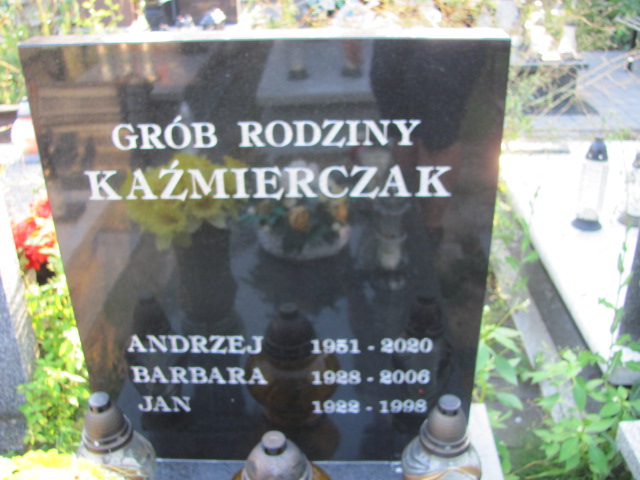 GRÓB RODZINY
KAŹMIERCZAK
ANDRZEJ 1951 - 2020
BARBARA 1928 - 2006
JAN 1922 - 1998